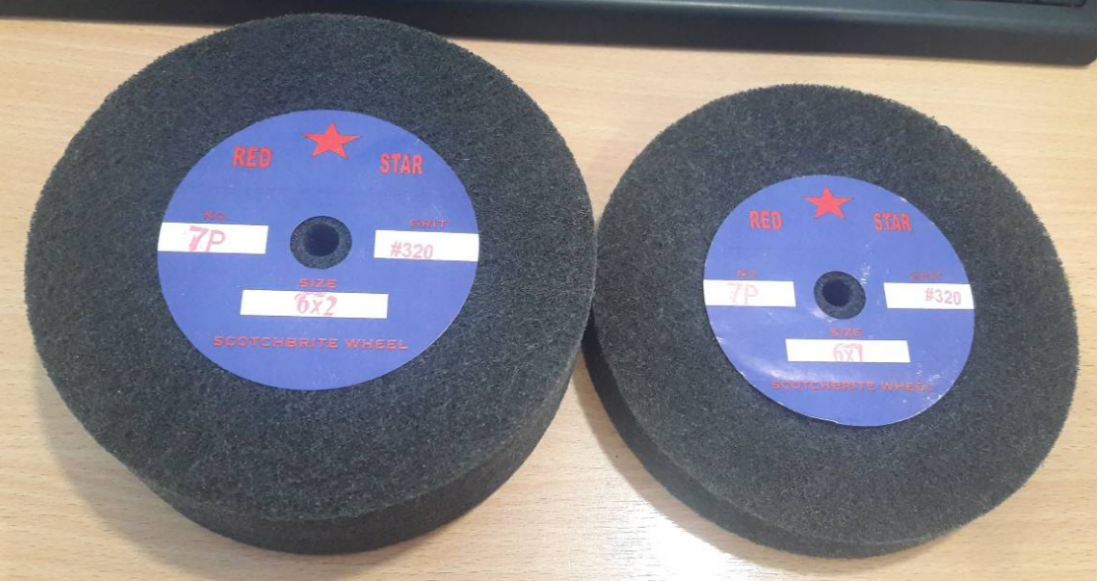 RED STAR
NO. GRIT
7P #320
SIZE
6x2
SCOTCHBRITE WHEEL
RED STAR
NO. GRIT
7P #320
SIZE
6x1
SCOTCHBRITE WHEEL